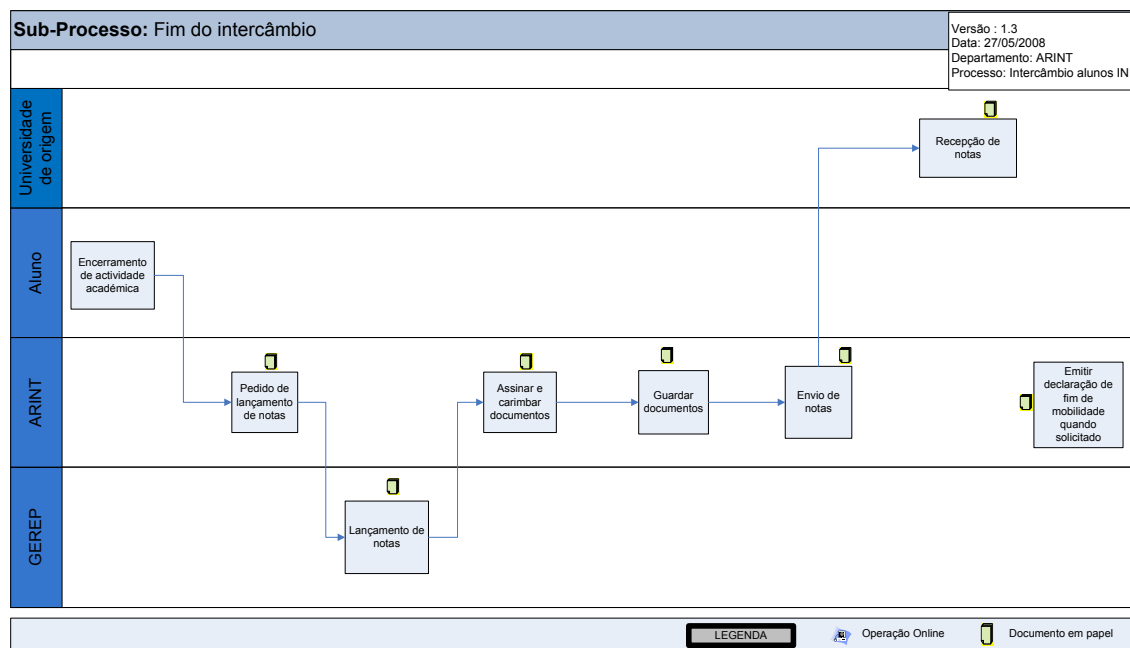 Sub-Processo: Fim do intercâmbio
Versão : 1.3
Data: 27/05/2008
Departamento: ARINT
Processo: Intercâmbio alunos IN
Universidade
de origem
Recepção de
notas
Aluno
Encerramento
de actividade
académica
ARINT
Pedido de
lançamento
de notas
Assinar e
carimbar
documentos
Guardar
documentos
Envio de
notas
Emitir
declaração de
fim de
mobilidade
quando
solicitado
GEREP
Lançamento de
notas
LEGENDA
Operação Online
Documento em papel